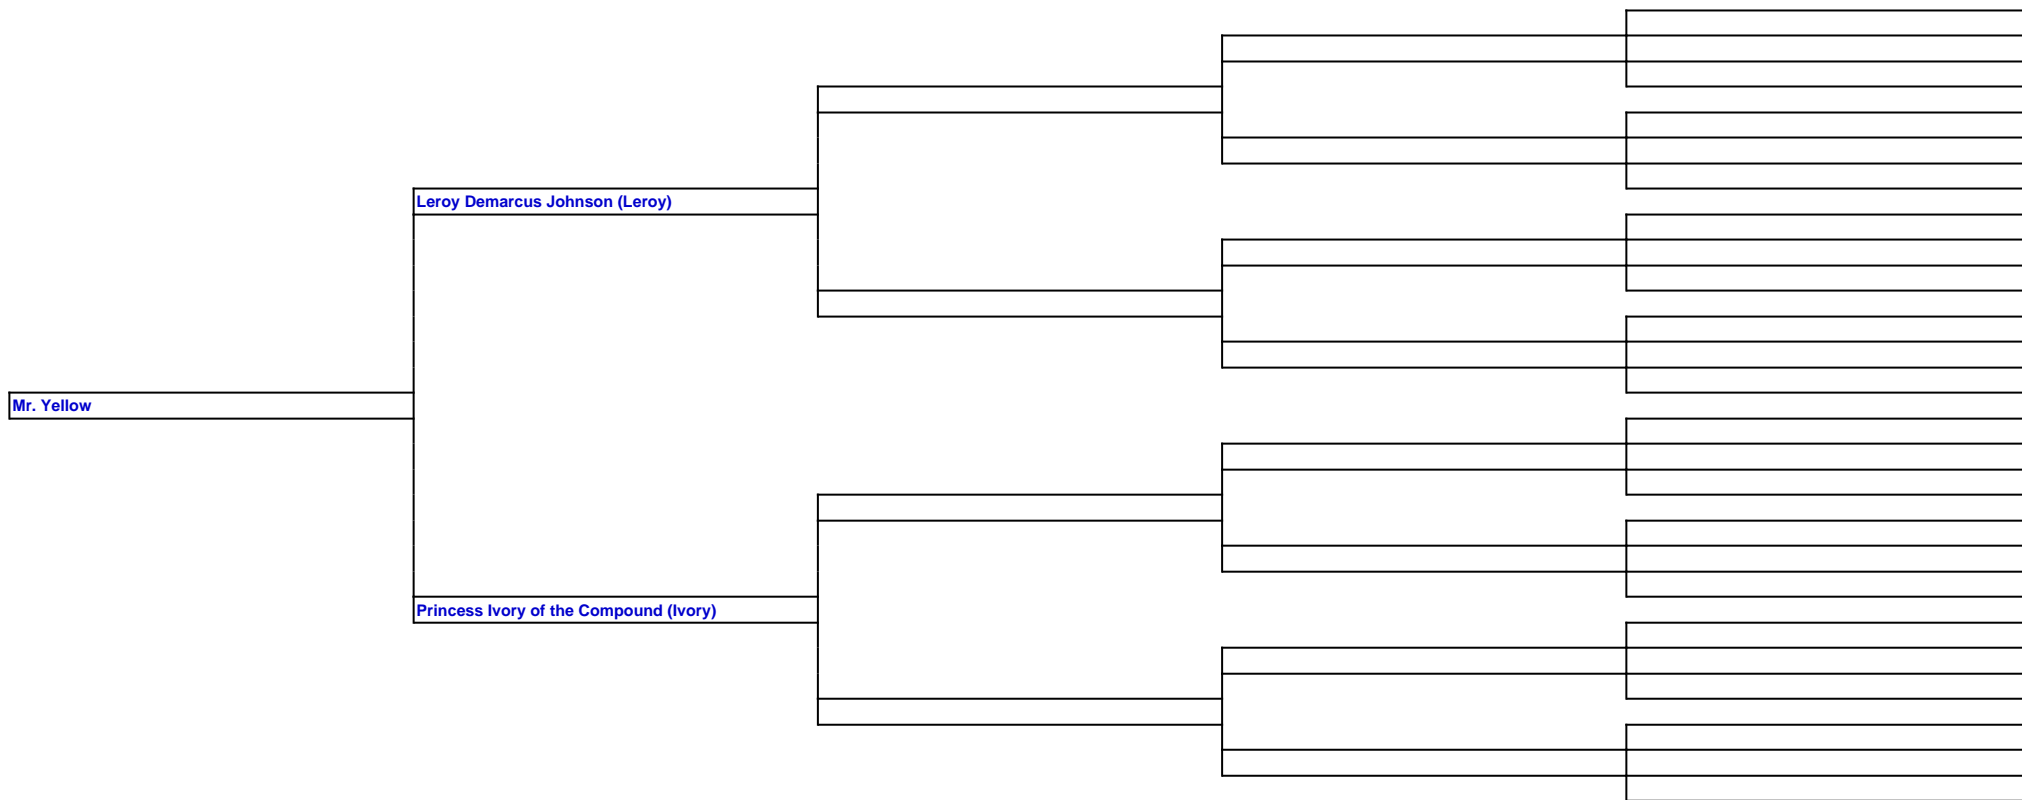 Leroy Demarcus Johnson (Leroy)
Mr. Yellow
Princess Ivory of the Compound (Ivory)